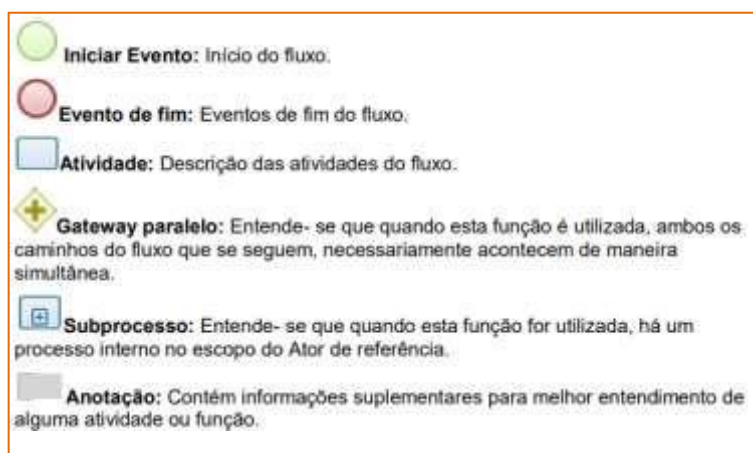 Iniciar Evento: Início do fluxo.
Evento de fim: Eventos de fim do fluxo.
Atividade: Descrição das atividades do fluxo.
Gateway paralelo: Entende- se que quando esta função é utilizada, ambos os
caminhos do fluxo que se seguem, necessariamente acontecem de maneira
simultânea.
Subprocesso: Entende- se que quando esta função for utilizada, há um
processo interno no escopo do Ator de referência.
Anotação: Contém informações suplementares para melhor entendimento de
alguma atividade ou função.